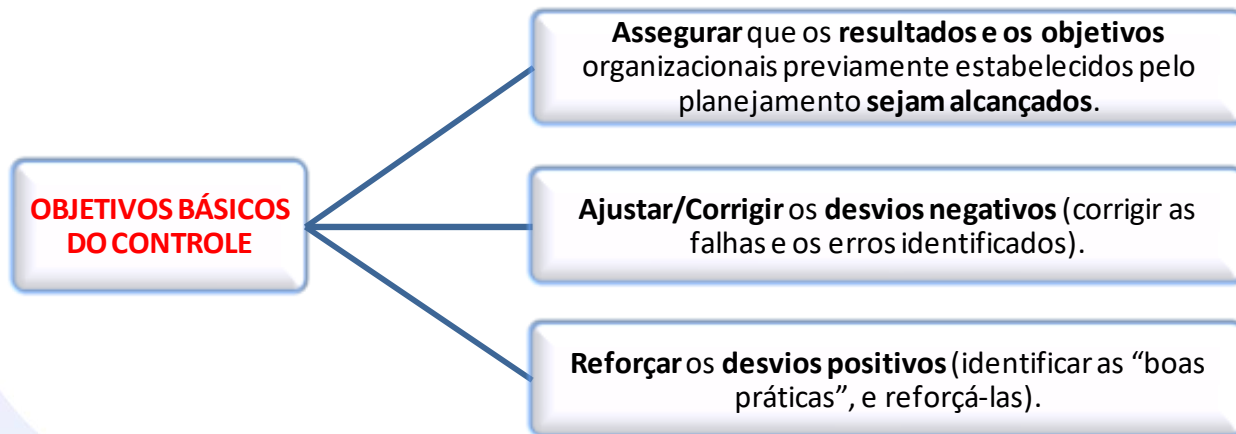 Assegurar que os resultados e os objetivos
organizacionais previamente estabelecidos pelo
planejamento sejam alcançados.
OBJETIVOS BÁSICOS
DO CONTROLE
Ajustar/Corrigir os desvios negativos (corrigir as
falhas e os erros identificados).
Reforçar os desvios positivos (identificar as “boas
práticas”, e reforçá-las).